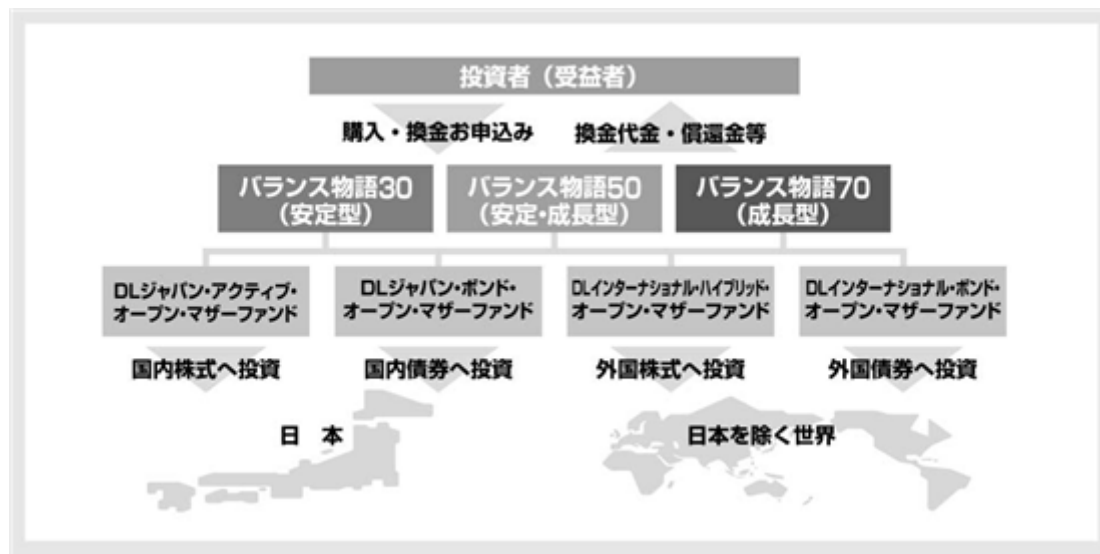 投資者（受益者）
購入・換金お申込み
換金代金・償還金等
バランス物語30
（安定型）
バランス物語50
（安定・成長型）
バランス物語70
（成長型）
DLジャパン・アクティブ・
オープン・マザーファンド
DLジャパン・ボンド・
オープン・マザーファンド
DLインターナショナル・ハイブリッド・
オープン・マザーファンド
DLインターナショナル・ボンド・
オープン・マザーファンド
国内株式へ投資
国内債券へ投資
外国株式へ投資
外国債券へ投資
日　本
日本を除く世界